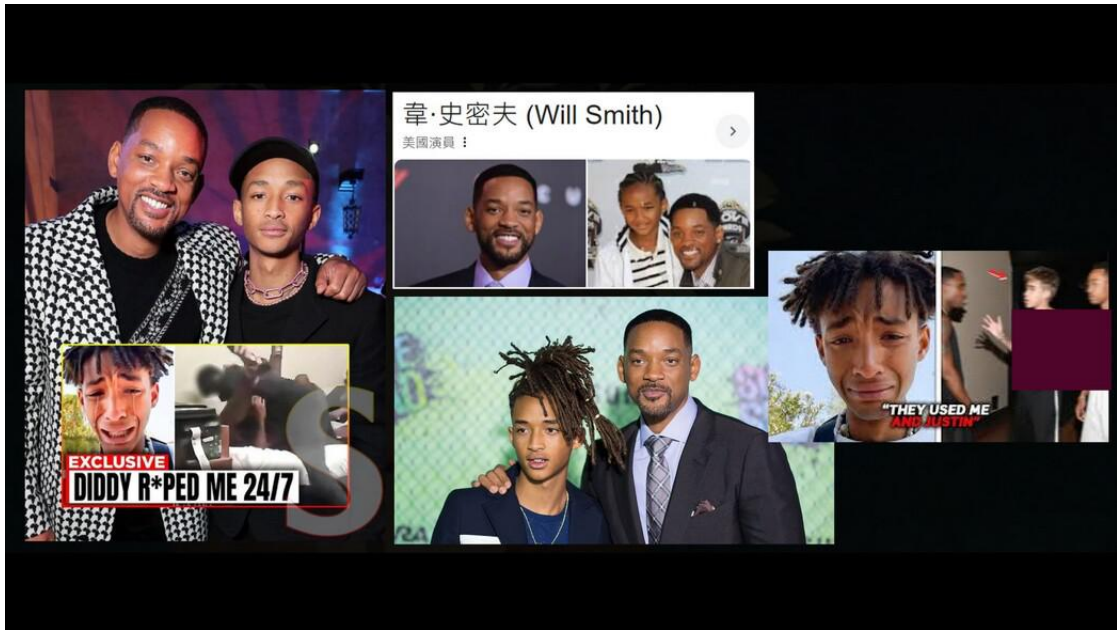 韋·史密夫 (Will Smith)
美國演員
EXCLUSIVE
DIDDY R*PED ME 24/7
S
"THEY USED ME
AND JUSTIN"